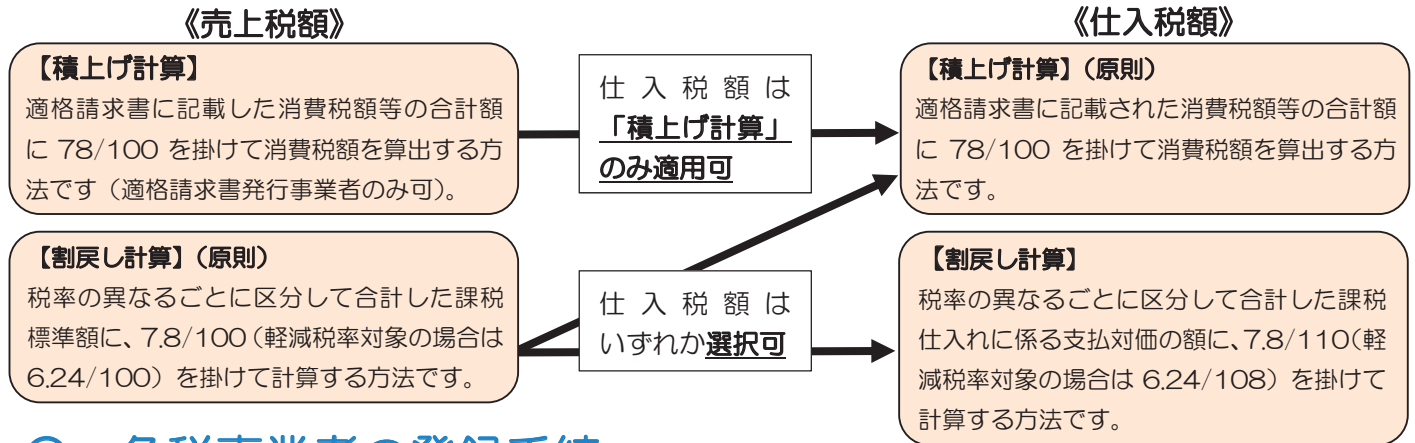 《売上税額》
【積上げ計算】
適格請求書に記載した消費税額等の合計額
に 78/100 を掛けて消費税額を算出する方
法です（適格請求書発行事業者のみ可）。
仕入税額は
「積上げ計算」
のみ適用可
《仕入税額》
【積上げ計算】（原則）
適格請求書に記載された消費税額等の合計額
に 78/100 を掛けて消費税額を算出する方
法です。
【割戻し計算】（原則）
税率の異なるごとに区分して合計した課税
標準額に、7.8/100（軽減税率対象の場合は
6.24/100）を掛けて計算する方法です。
仕入税額は
いずれか選択可
【割戻し計算】
税率の異なるごとに区分して合計した課税
仕入れに係る支払対価の額に、7.8/110（軽
減税率対象の場合は 6.24/108）を掛けて
計算する方法です。
免税事業者の登録手続